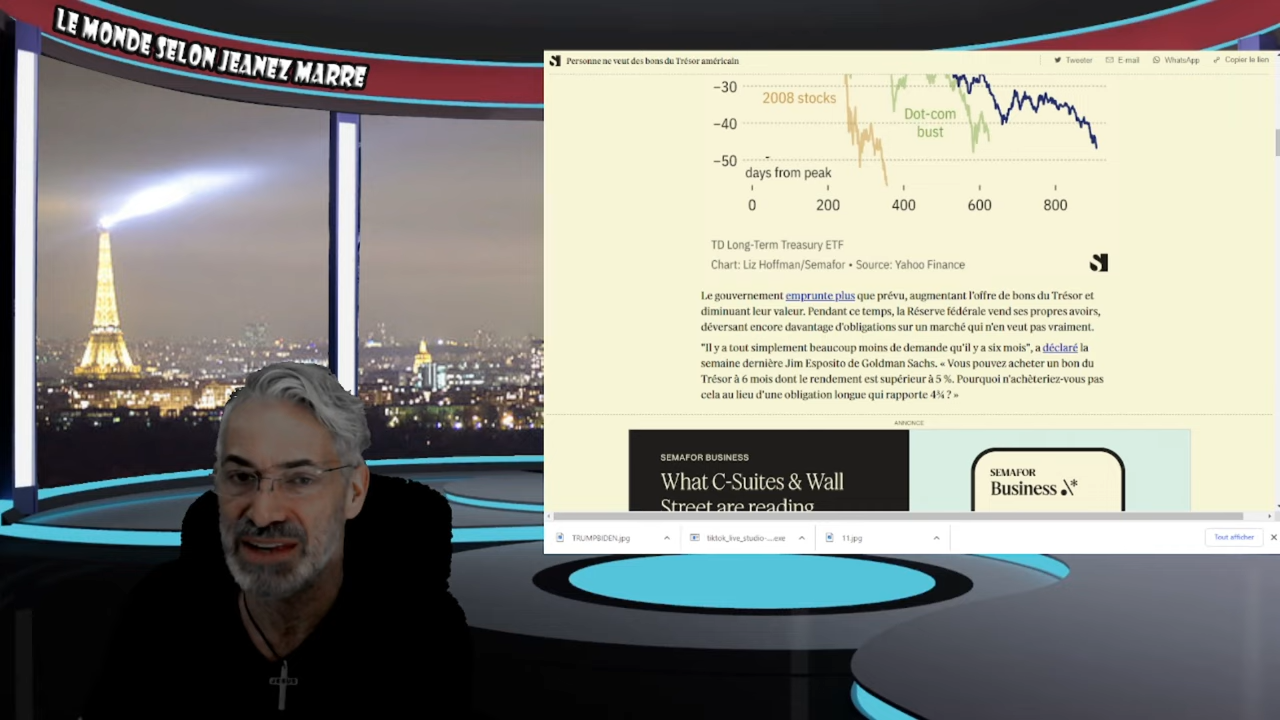 LE MONDE SELON JEANEZ MARRE
Personne ne veut des bons du Trésor américain
Tweeter
E-mail
WhatsApp
Copier le lien
−30
2008 stocks
Dot-com
bust
−40
−50
days from peak
0 200 400 600 800
TD Long-Term Treasury ETF
Chart: Liz Hoffman/Semafor • Source: Yahoo Finance
Le gouvernement emprunte plus que prévu, augmentant l'offre de bons du Trésor et
diminuant leur valeur. Pendant ce temps, la Réserve fédérale vend ses propres avoirs,
déversant encore davantage d'obligations sur un marché qui n'en veut pas vraiment.
"Il y a tout simplement beaucoup moins de demande qu'il y a six mois", a déclaré la
semaine dernière Jim Esposito de Goldman Sachs. « Vous pouvez acheter un bon du
Trésor à 6 mois dont le rendement est supérieur à 5 %. Pourquoi n'achèteriez-vous pas
cela au lieu d'une obligation longue qui rapporte 4¾ ? »
ANNONCE
SEMAFOR BUSINESS
What C-Suites & Wall
Street are reading
SEMAFOR
Business
TRUMPBIDEN.jpg
tiktok_live_studio-....exe
11.jpg
Tout afficher
JESUS